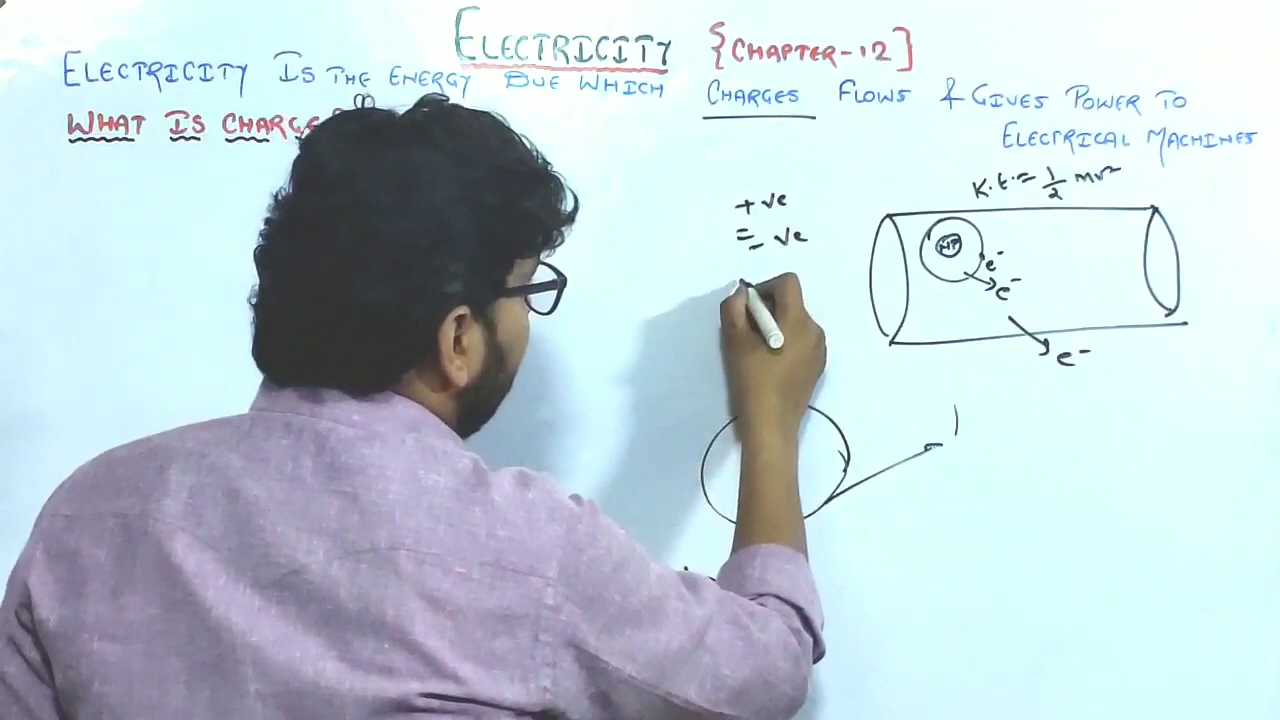 ELECTRICITY {CHAPTER-12]
ELECTRICITY IS THE ENERGY DUE WHICH CHARGES FLOWS & GIVES POWER TO
ELECTRICAL MACHINES
WHAT IS CHARGE
K.E.= 1/2 mv²
+ve
-ve
NP
e-
e-
e-